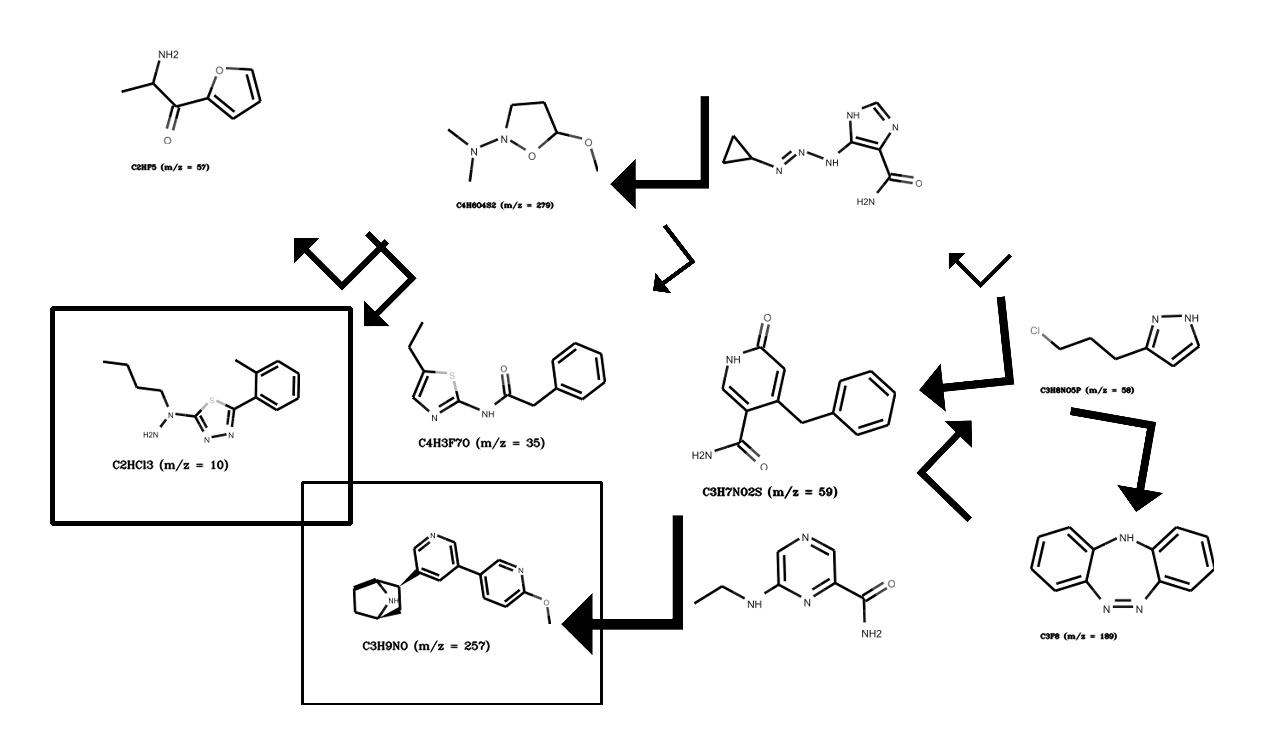 NH2
O
O
C2HF5 (m/z = 57)
N
N
O
O
C4H6O4S2 (m/z = 279)
N
N
NH
NH
N
O
H2N
N
H2N
S
N
N
C2HCl3 (m/z = 10)
S
N
NH
O
C4H3F7O (m/z = 35)
O
NH
H2N
O
C3H7NO2S (m/z = 59)
Cl
N
NH
C3H8NO5P (m/z = 58)
N
N
NH
O
C3H9NO (m/z = 257)
N
NH
N
O
NH2
NH
N
N
C3F8 (m/z = 189)